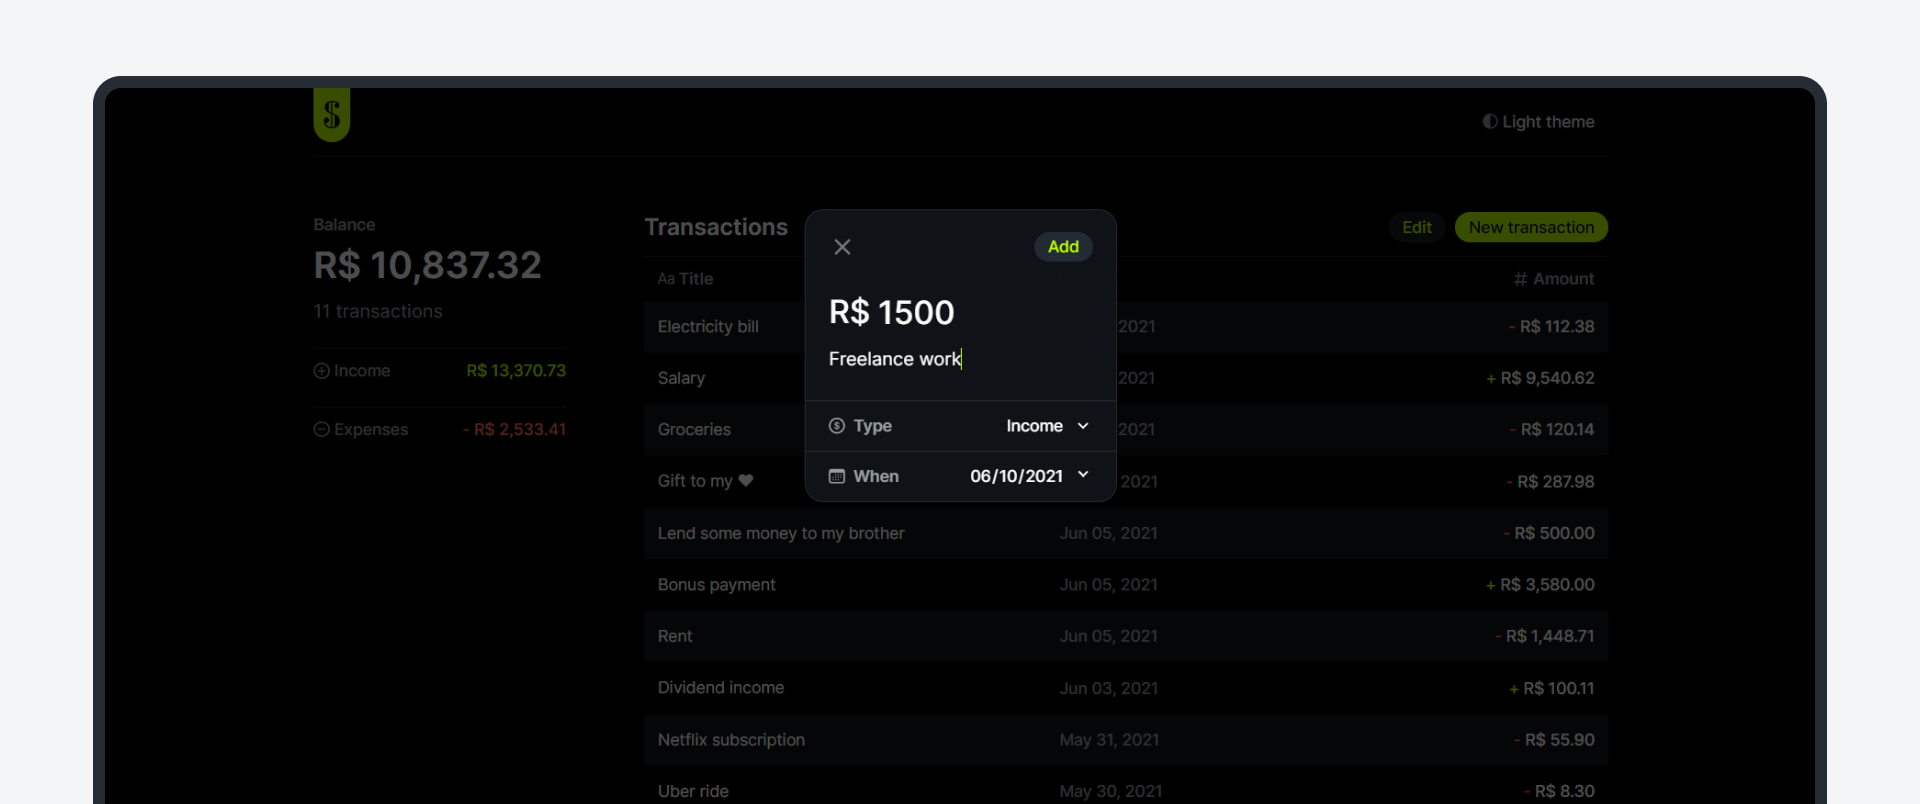 $
Light theme
Balance
R$ 10,837.32
11 transactions
Income R$ 13,370.73
Expenses - R$ 2,533.41
Transactions
Edit
New transaction
Aa Title
# Amount
Electricity bill 2021 - R$ 112.38
Salary 2021 + R$ 9,540.62
Groceries 2021 - R$ 120.14
Gift to my 2021 - R$ 287.98
Lend some money to my brother Jun 05, 2021 - R$ 500.00
Bonus payment Jun 05, 2021 + R$ 3,580.00
Rent Jun 05, 2021 - R$ 1,448.71
Dividend income Jun 03, 2021 + R$ 100.11
Netflix subscription May 31, 2021 - R$ 55.90
Uber ride May 30, 2021 - R$ 8.30
Add
R$ 1500
Freelance work
Type Income
When 06/10/2021